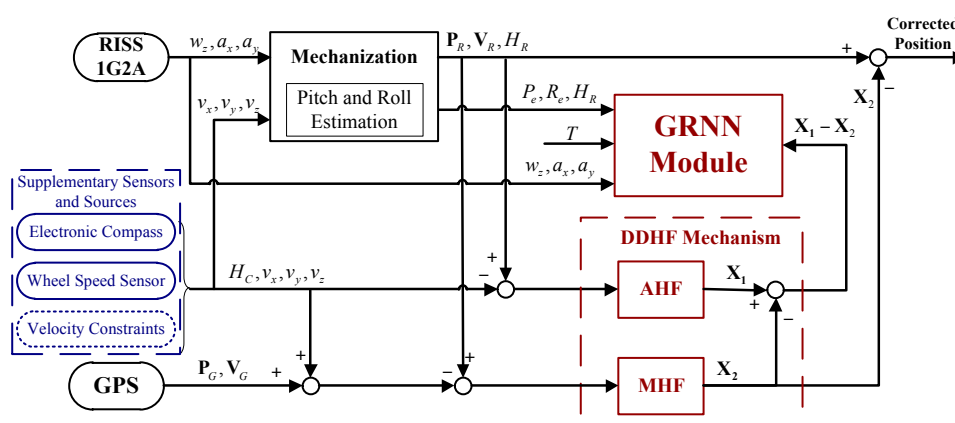 RISS
1G2A
w_z, a_x, a_y
Mechanization
Pitch and Roll
Estimation
v_x, v_y, v_z
P_R, V_R, H_R
+
Corrected
Position
−
X_2
P_e, R_e, H_R
T
w_z, a_x, a_y
GRNN
Module
X_1 − X_2
Supplementary Sensors
and Sources
Electronic Compass
Wheel Speed Sensor
Velocity Constraints
H_C, v_x, v_y, v_z
+
−
DDHF Mechanism
AHF
X_1
+
−
GPS
P_G, V_G
+
+
−
+
MHF
X_2